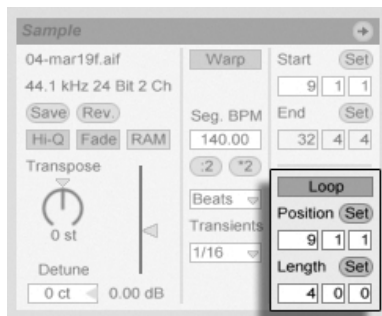 Sample
04-mar19f.aif
44.1 kHz 24 Bit 2 Ch
Save Rev.
Hi-Q Fade RAM
Transpose
0 st
Detune
0 ct 0.00 dB
Warp
Seg. BPM
140.00
:2 *2
Beats
Transients
1/16
Start Set
9 1 1
End Set
32 4 4
Loop
Position Set
9 1 1
Length Set
4 0 0